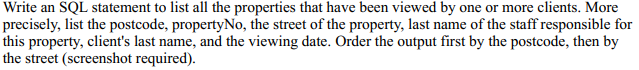 Write an SQL statement to list all the properties that have been viewed by one or more clients. More
precisely, list the postcode, propertyNo, the street of the property, last name of the staff responsible for
this property, client's last name, and the viewing date. Order the output first by the postcode, then by
the street (screenshot required).